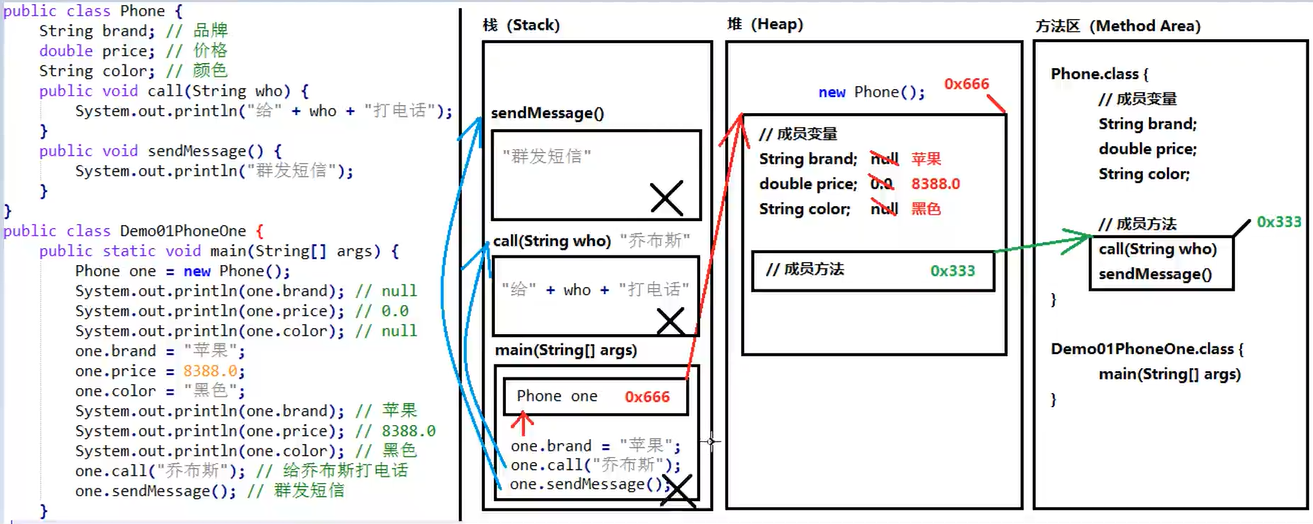 public class Phone {
String brand; // 品牌
double price; // 价格
String color; // 颜色
public void call(String who) {
System.out.println("给" + who + "打电话");
}
public void sendMessage() {
System.out.println("群发短信");
}
}
public class Demo01PhoneOne {
public static void main(String[] args) {
Phone one = new Phone();
System.out.println(one.brand); // null
System.out.println(one.price); // 0.0
System.out.println(one.color); // null
one.brand = "苹果";
one.price = 8388.0;
one.color = "黑色";
System.out.println(one.brand); // 苹果
System.out.println(one.price); // 8388.0
System.out.println(one.color); // 黑色
one.call("乔布斯"); // 给乔布斯打电话
one.sendMessage(); // 群发短信
}
栈（Stack）
sendMessage()
"群发短信"
call(String who) "乔布斯"
"给" + who + "打电话"
main(String[] args)
Phone one 0x666
one.brand = "苹果";
one.call("乔布斯");
one.sendMessage();
堆（Heap）
new Phone(); 0x666
// 成员变量
String brand; null 苹果
double price; 0.0 8388.0
String color; null 黑色
// 成员方法 0x333
方法区（Method Area）
Phone.class {
// 成员变量
String brand;
double price;
String color;
// 成员方法 0x333
call(String who)
sendMessage()
}
Demo01PhoneOne.class {
main(String[] args)
}